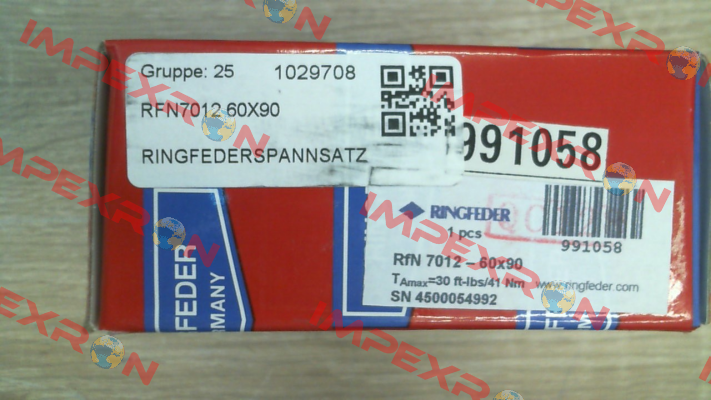 Gruppe: 25 1029708
RFN7012 60X90
RINGFEDERSPANNSATZ
991058
RINGFEDER
1 pcs
991058
RfN 7012 – 60x90
TAmax=30 ft-lbs/41 Nm www.ringfeder.com
SN 4500054992
FEDER
ERMANY
IMPEXRON
IMPEXRON
IMPEXRON
IMPEXRON
IMPEXRON
IMPEXRON